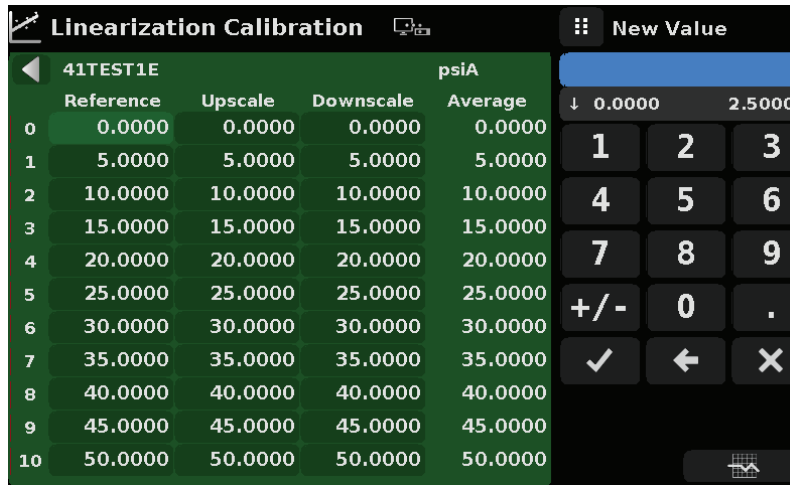 Linearization Calibration
41TEST1E psiA
Reference Upscale Downscale Average
0 0.0000 0.0000 0.0000 0.0000
1 5.0000 5.0000 5.0000 5.0000
2 10.0000 10.0000 10.0000 10.0000
3 15.0000 15.0000 15.0000 15.0000
4 20.0000 20.0000 20.0000 20.0000
5 25.0000 25.0000 25.0000 25.0000
6 30.0000 30.0000 30.0000 30.0000
7 35.0000 35.0000 35.0000 35.0000
8 40.0000 40.0000 40.0000 40.0000
9 45.0000 45.0000 45.0000 45.0000
10 50.0000 50.0000 50.0000 50.0000
New Value
↓ 0.0000 2.5000
1 2 3
4 5 6
7 8 9
+/- 0 .